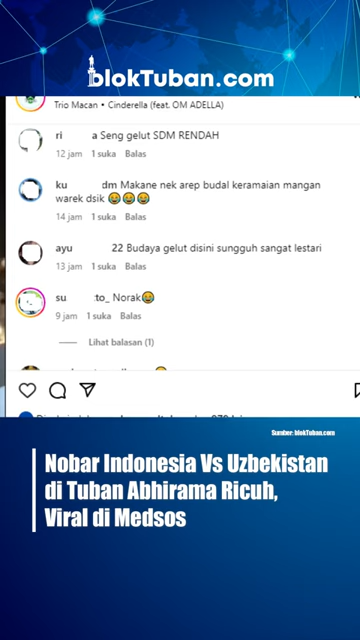 blokTuban.com
Trio Macan • Cinderella (feat. OM ADELLA)
ri a Seng gelut SDM RENDAH
12 jam 1 suka Balas
ku dm Makane nek arep budal keramaian mangan
warek dsik 😂😂😂
14 jam 1 suka Balas
ayu 22 Budaya gelut disini sungguh sangat lestari
13 jam 1 suka Balas
su :to_ Norak😂
9 jam 1 suka Balas
Lihat balasan (1)
Sumber: blokTuban.com
Nobar Indonesia Vs Uzbekistan
di Tuban Abhirama Ricuh,
Viral di Medsos